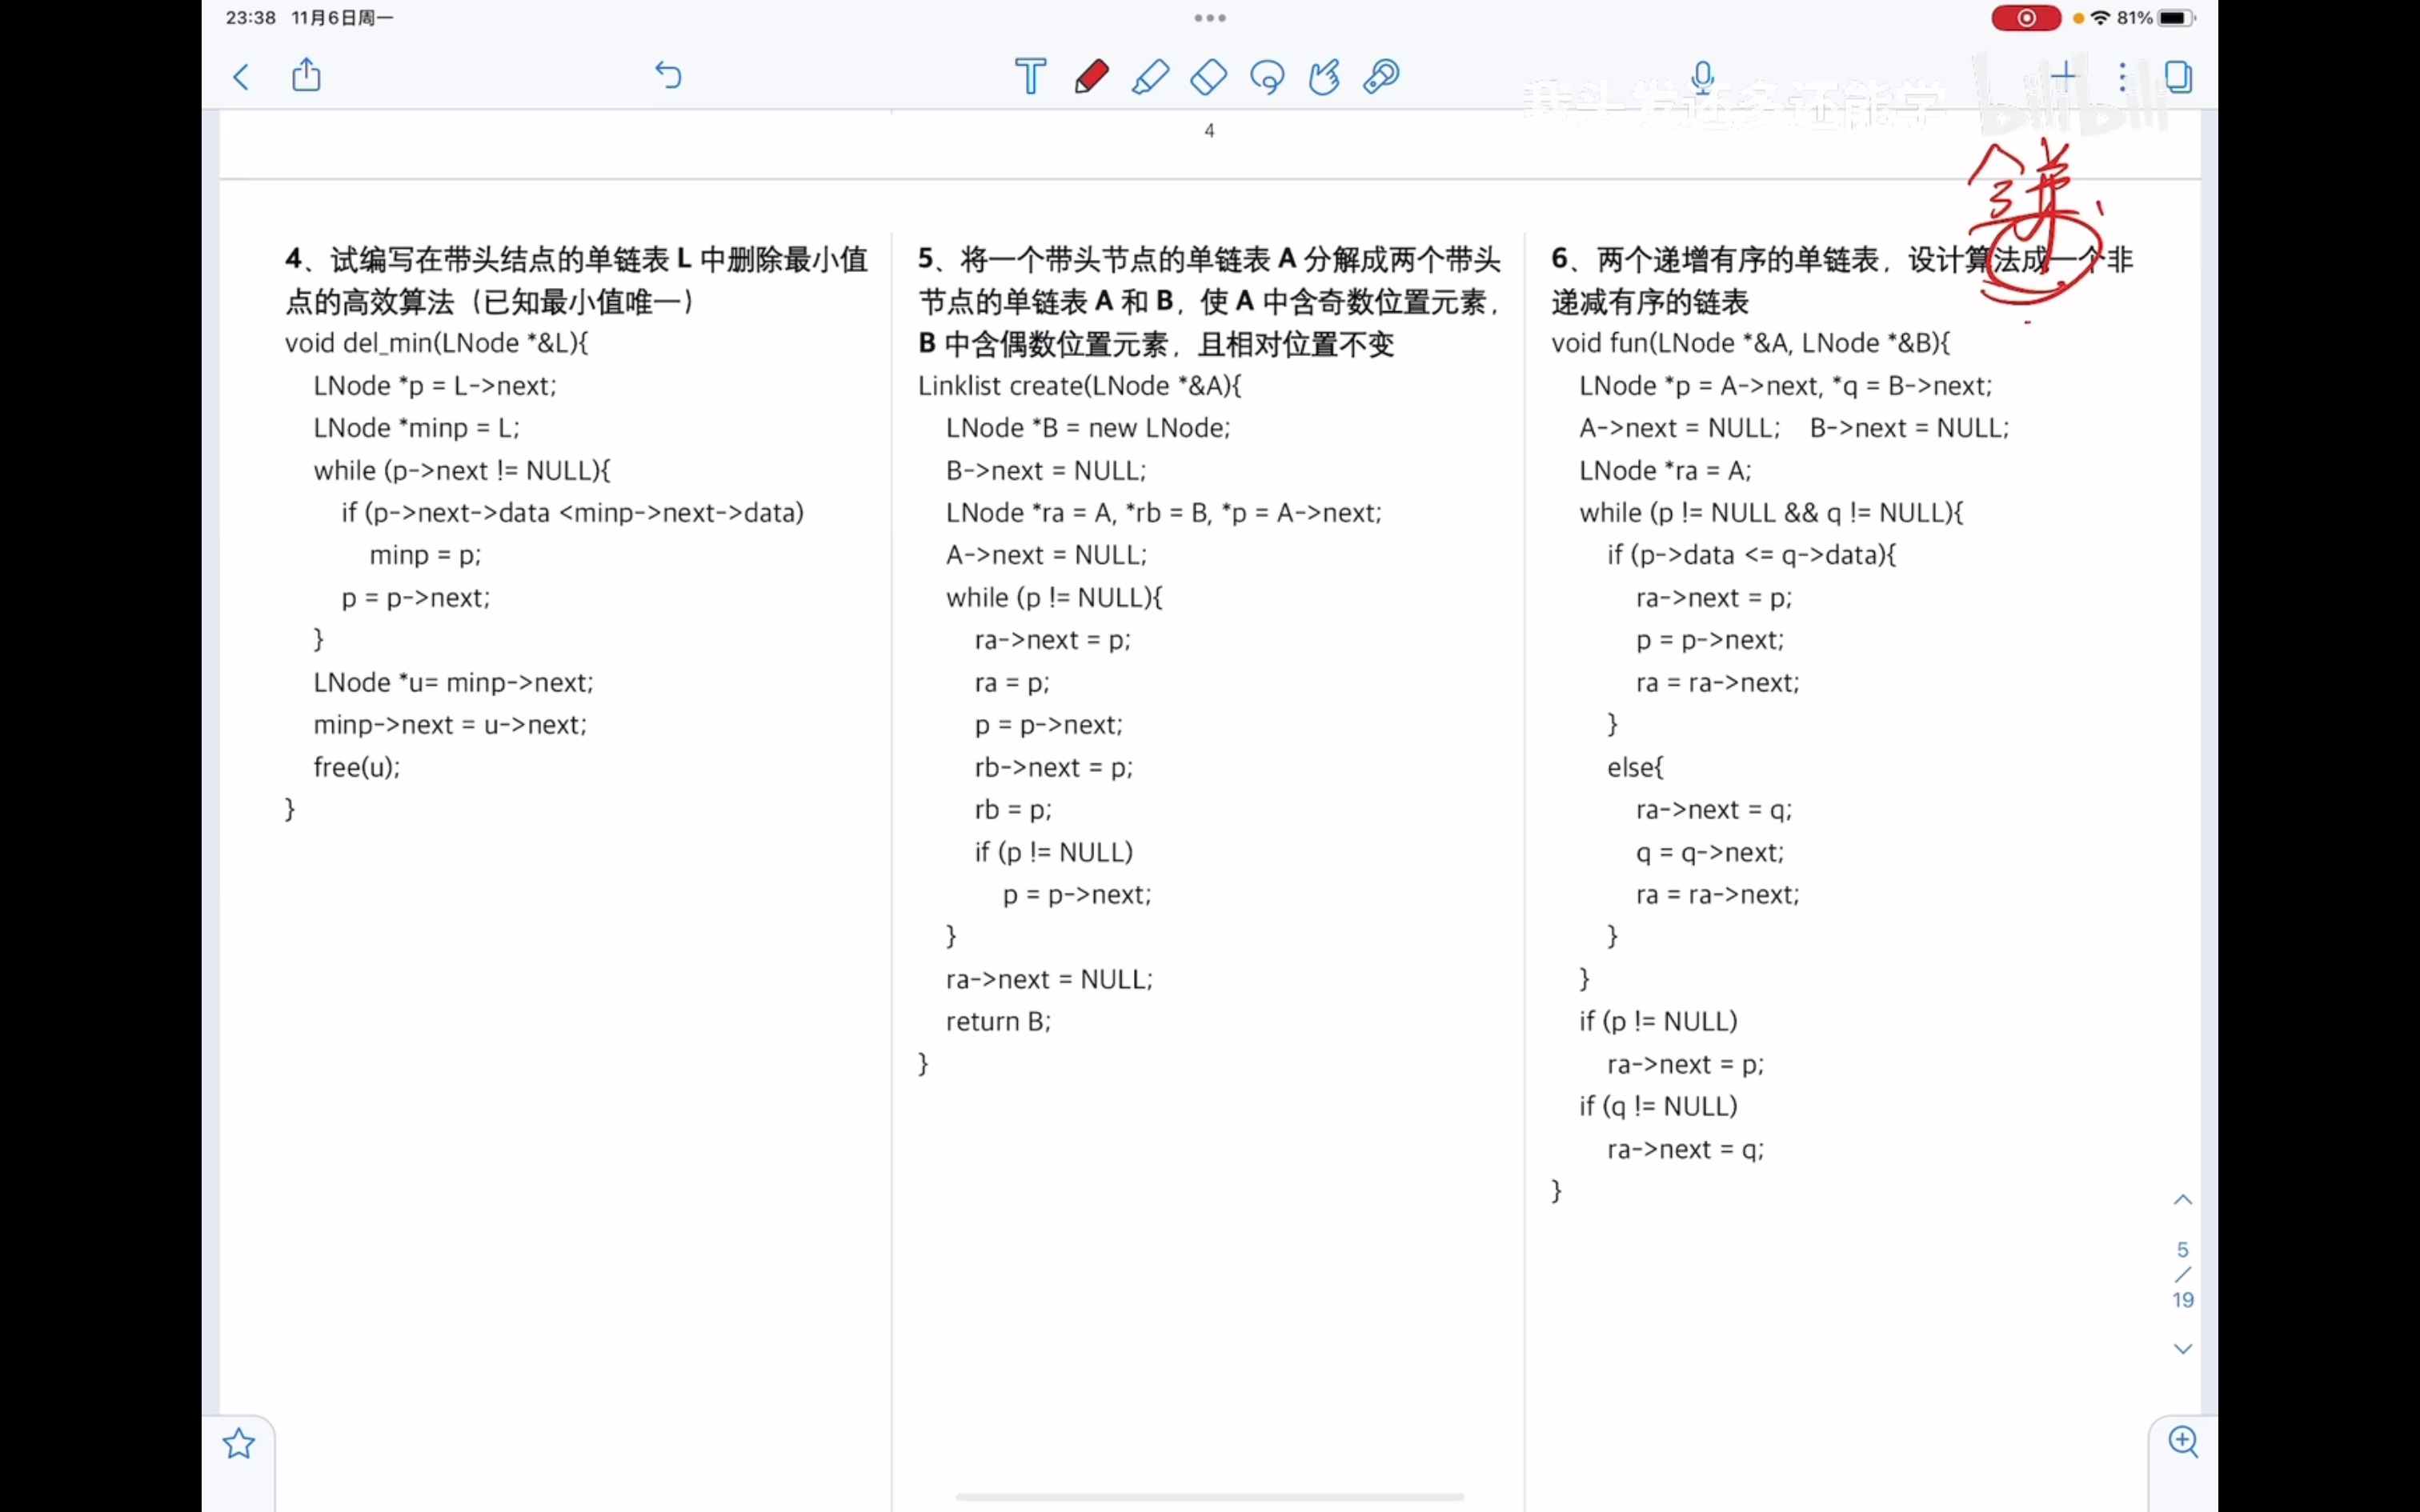 23:38 11月6日周一
81%
我头发还多还能学 bilibili
4
合并
4、试编写在带头结点的单链表 L 中删除最小值
点的高效算法（已知最小值唯一）
void del_min(LNode *&L){
LNode *p = L->next;
LNode *minp = L;
while (p->next != NULL){
if (p->next->data <minp->next->data)
minp = p;
p = p->next;
}
LNode *u= minp->next;
minp->next = u->next;
free(u);
}
5、将一个带头节点的单链表 A 分解成两个带头
节点的单链表 A 和 B，使 A 中含奇数位置元素，
B 中含偶数位置元素，且相对位置不变
Linklist create(LNode *&A){
LNode *B = new LNode;
B->next = NULL;
LNode *ra = A, *rb = B, *p = A->next;
A->next = NULL;
while (p != NULL){
ra->next = p;
ra = p;
p = p->next;
rb->next = p;
rb = p;
if (p != NULL)
p = p->next;
}
ra->next = NULL;
return B;
}
6、两个递增有序的单链表，设计算法成一个非
递减有序的链表
void fun(LNode *&A, LNode *&B){
LNode *p = A->next, *q = B->next;
A->next = NULL; B->next = NULL;
LNode *ra = A;
while (p != NULL && q != NULL){
if (p->data <= q->data){
ra->next = p;
p = p->next;
ra = ra->next;
}
else{
ra->next = q;
q = q->next;
ra = ra->next;
}
}
if (p != NULL)
ra->next = p;
if (q != NULL)
ra->next = q;
}
5
/
19